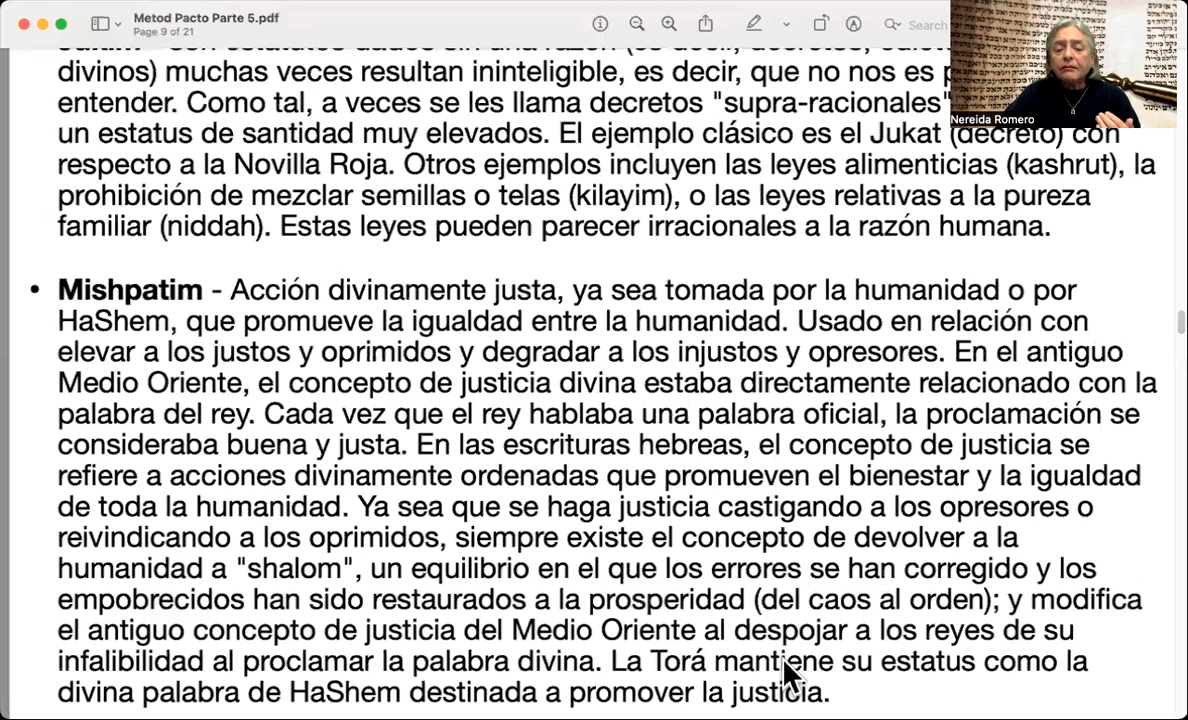 Metod Pacto Parte 5.pdf
Page 9 of 21
Search
Nereida Romero
divinos) muchas veces resultan ininteligible, es decir, que no nos es
entender. Como tal, a veces se les llama decretos "supra-racionales"
un estatus de santidad muy elevados. El ejemplo clásico es el Jukat (decreto) con
respecto a la Novilla Roja. Otros ejemplos incluyen las leyes alimenticias (kashrut), la
prohibición de mezclar semillas o telas (kilayim), o las leyes relativas a la pureza
familiar (niddah). Estas leyes pueden parecer irracionales a la razón humana.
• Mishpatim - Acción divinamente justa, ya sea tomada por la humanidad o por
HaShem, que promueve la igualdad entre la humanidad. Usado en relación con
elevar a los justos y oprimidos y degradar a los injustos y opresores. En el antiguo
Medio Oriente, el concepto de justicia divina estaba directamente relacionado con la
palabra del rey. Cada vez que el rey hablaba una palabra oficial, la proclamación se
consideraba buena y justa. En las escrituras hebreas, el concepto de justicia se
refiere a acciones divinamente ordenadas que promueven el bienestar y la igualdad
de toda la humanidad. Ya sea que se haga justicia castigando a los opresores o
reivindicando a los oprimidos, siempre existe el concepto de devolver a la
humanidad a "shalom", un equilibrio en el que los errores se han corregido y los
empobrecidos han sido restaurados a la prosperidad (del caos al orden); y modifica
el antiguo concepto de justicia del Medio Oriente al despojar a los reyes de su
infalibilidad al proclamar la palabra divina. La Torá mantiene su estatus como la
divina palabra de HaShem destinada a promover la justicia.